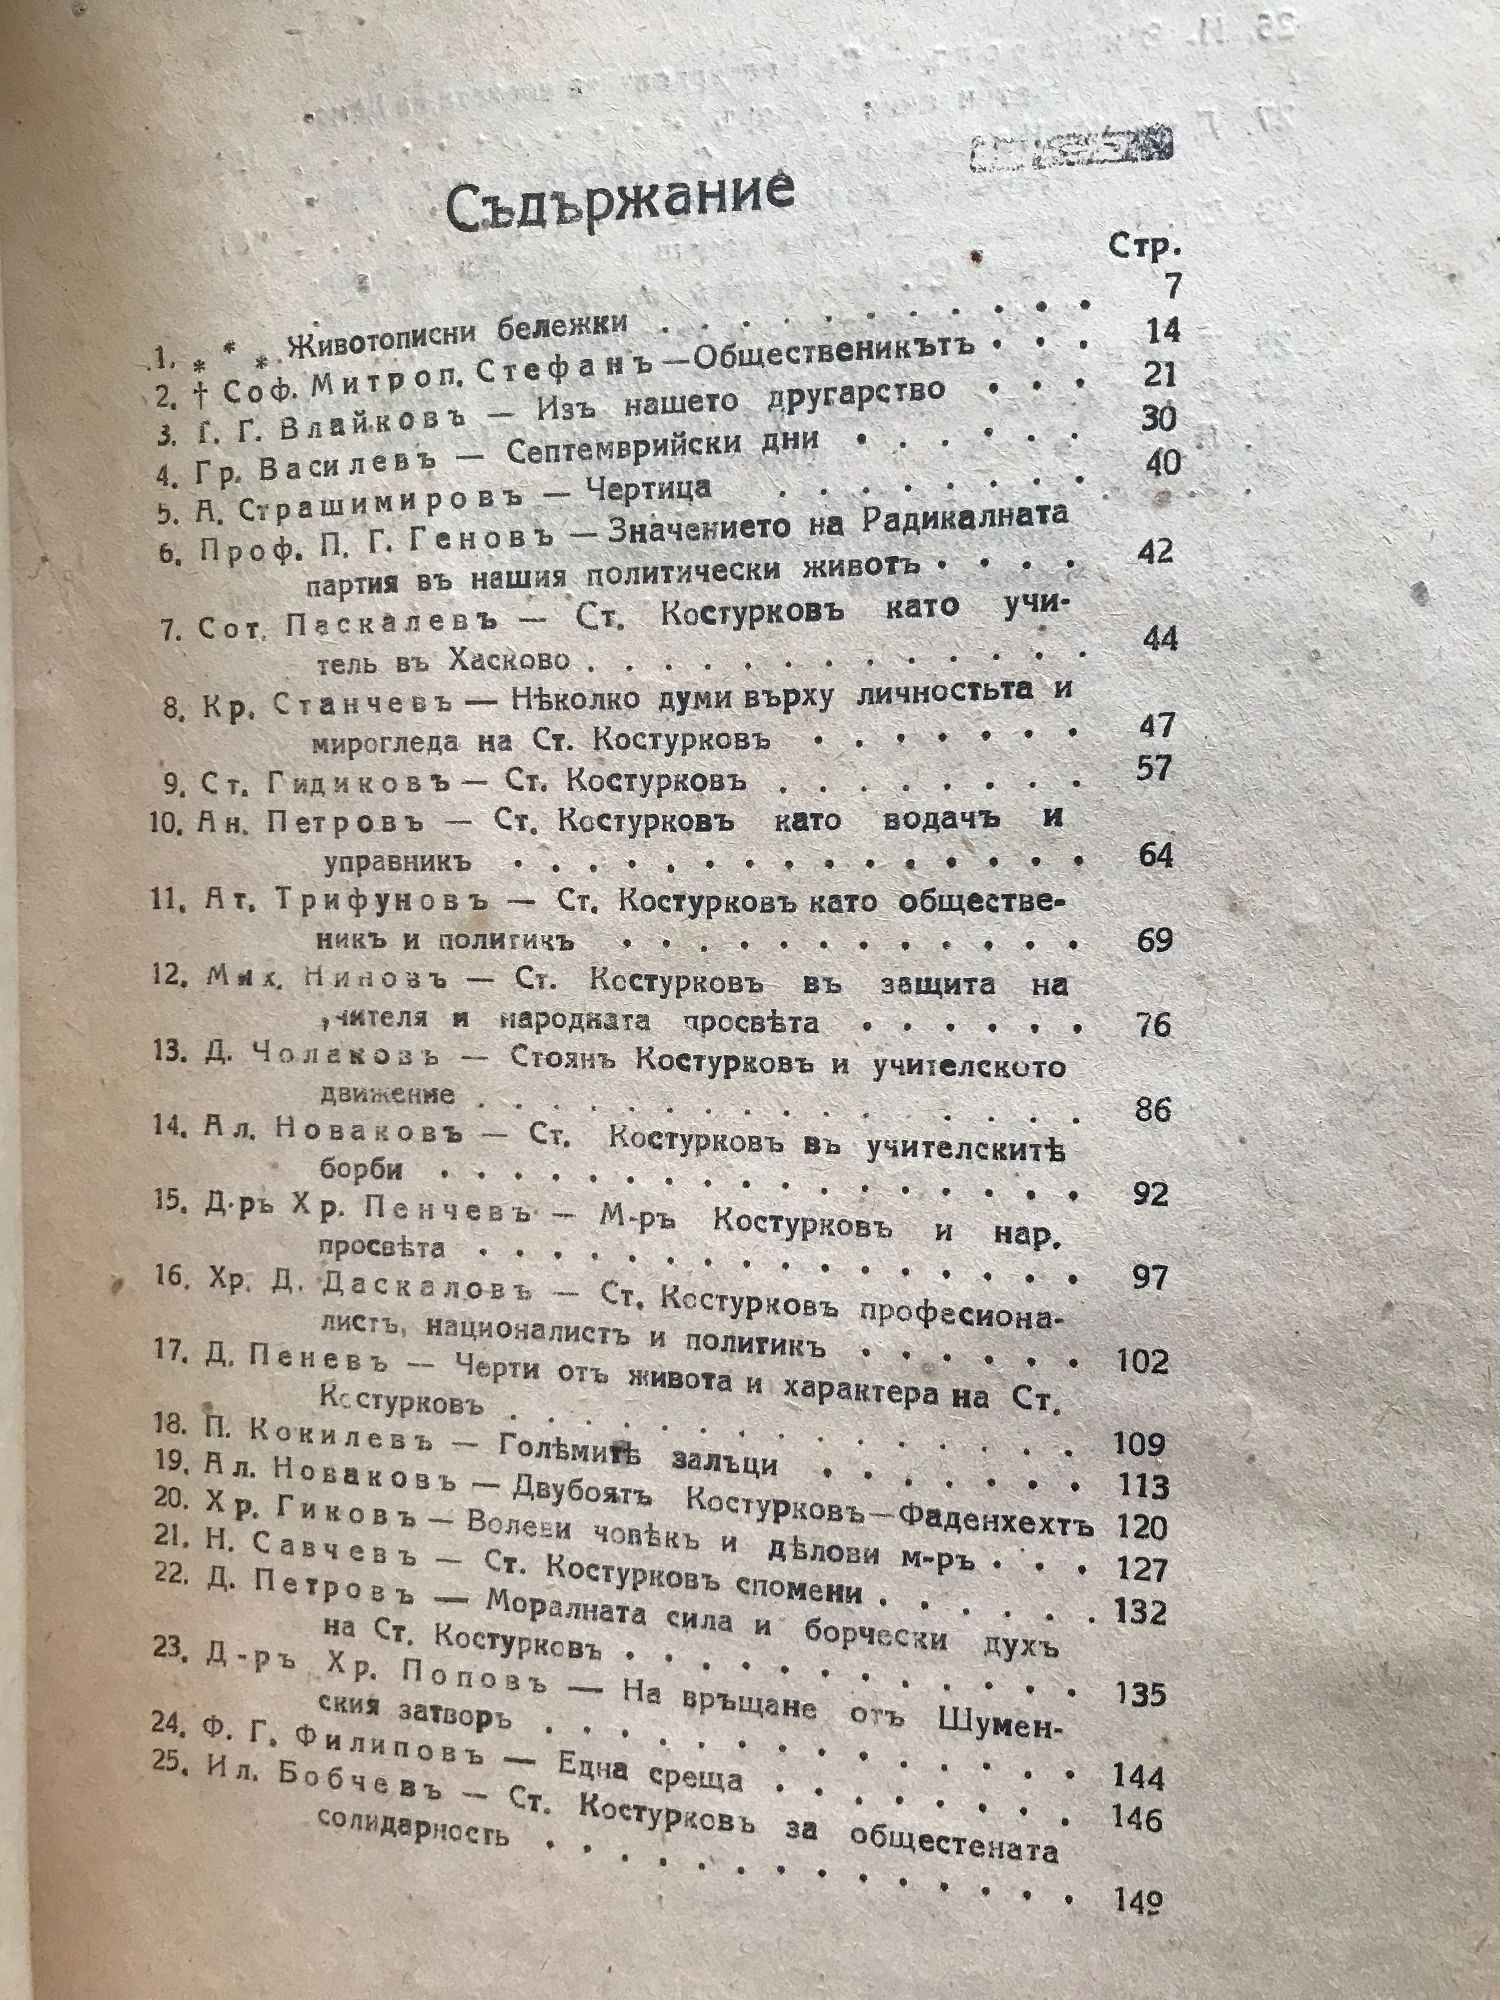 Съдържание
Стр.
1. * * * Животописни бележки . . . . . . . . . . . 7
2. † Соф. Митроп. Стефанъ — Общественикътъ . . . 14
3. Т. Г. Влайковъ — Изъ нашето другарство . . . 21
4. Гр. Василевъ — Септемврийски дни . . . . . . 30
5. А. Страшимировъ — Чертица . . . . . . . . 40
6. Проф. П. Г. Геновъ — Значението на Радикалната
партия въ нашия политически животъ . . . . 42
7. Сот. Паскалевъ — Ст. Костурковъ като учи-
тель въ Хасково . . . . . . . . . . . . 44
8. Кр. Станчевъ — Нѣколко думи върху личностьта и
мирогледа на Ст. Костурковъ . . . . . . . 47
9. Ст. Гидиковъ — Ст. Костурковъ . . . . . . . . 57
10. Ан. Петровъ — Ст. Костурковъ като водачъ и
управникъ . . . . . . . . . . . . . . . 64
11. Ат. Трифуновъ — Ст. Костурковъ като обществе-
никъ и политикъ . . . . . . . . . . . . 69
12. Мих. Ниновъ — Ст. Костурковъ въ защита на
учителя и народната просвѣта . . . . . . 76
13. Д. Чолаковъ — Стоянъ Костурковъ и учителското
движение . . . . . . . . . . . . . . . 86
14. Ал. Новаковъ — Ст. Костурковъ въ учителскитѣ
борби . . . . . . . . . . . . . . . . . 92
15. Д-ръ Хр. Пенчевъ — М-ръ Костурковъ и нар.
просвѣта . . . . . . . . . . . . . . . . 97
16. Хр. Д. Даскаловъ — Ст. Костурковъ професиона-
листъ, националистъ и политикъ . . . . . . 102
17. Д. Пеневъ — Черти отъ живота и характера на Ст.
Костурковъ . . . . . . . . . . . . . . . 109
18. П. Кокилевъ — Голѣмитѣ залъци . . . . . . . 113
19. Ал. Новаковъ — Двубоятъ Костурковъ—Фаденхехтъ 120
20. Хр. Гиковъ — Волеви човѣкъ и дѣлови м-ръ . . . 127
21. Н. Савчевъ — Ст. Костурковъ спомени . . . . . . 132
22. Д. Петровъ — Моралната сила и борчески духъ
на Ст. Костурковъ . . . . . . . . . . . . 135
23. Д-ръ Хр. Поповъ — На връщане отъ Шумен-
ския затворъ . . . . . . . . . . . . . . 144
24. Ф. Г. Филиповъ — Една среща . . . . . . . . 146
25. Ил. Бобчевъ — Ст. Костурковъ за общестената
солидарность . . . . . . . . . . . . . . 149